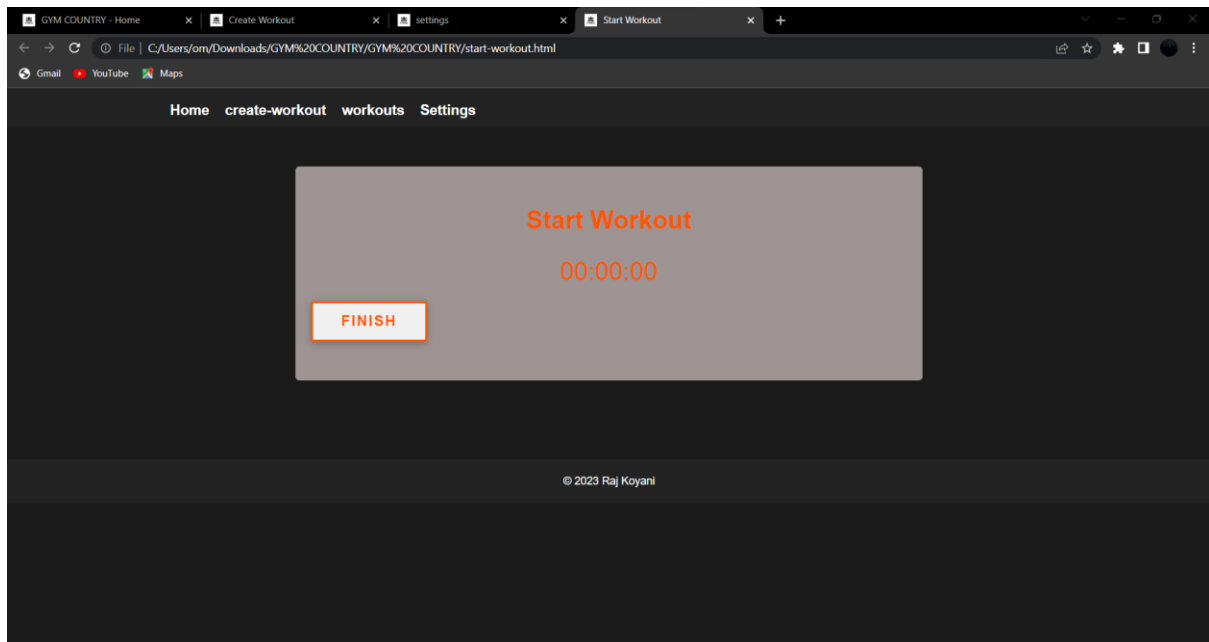 GYM COUNTRY - Home Create Workout settings Start Workout
File C:/Users/om/Downloads/GYM%20COUNTRY/GYM%20COUNTRY/start-workout.html
Gmail YouTube Maps
Home create-workout workouts Settings
Start Workout
00:00:00
FINISH
© 2023 Raj Koyani